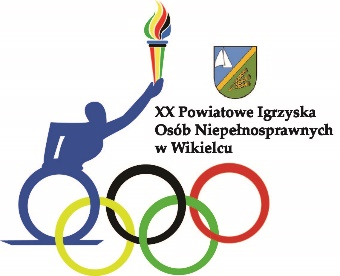 XX Powiatowe Igrzyska
Osób Niepełnosprawnych
w Wikielcu